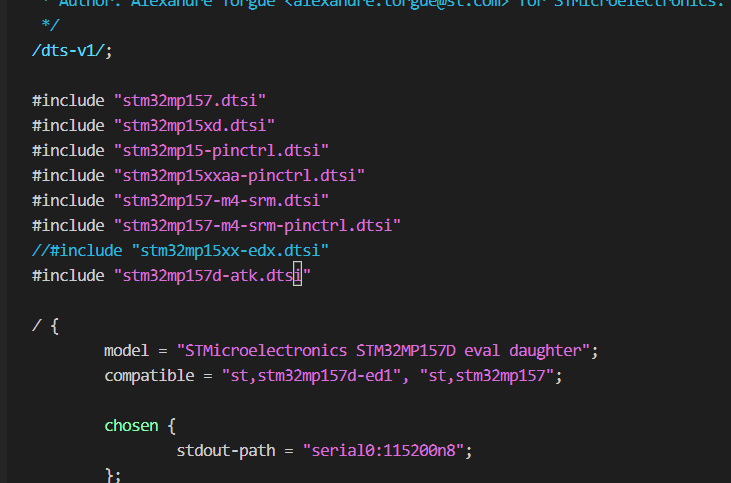 * Author: Alexandre Torgue <alexandre.torgue@st.com> for STMicroelectronics.
*/
/dts-v1/;
#include "stm32mp157.dtsi"
#include "stm32mp15xd.dtsi"
#include "stm32mp15-pinctrl.dtsi"
#include "stm32mp15xxaa-pinctrl.dtsi"
#include "stm32mp157-m4-srm.dtsi"
#include "stm32mp157-m4-srm-pinctrl.dtsi"
//#include "stm32mp15xx-edx.dtsi"
#include "stm32mp157d-atk.dtsi"
/ {
model = "STMicroelectronics STM32MP157D eval daughter";
compatible = "st,stm32mp157d-ed1", "st,stm32mp157";
chosen {
stdout-path = "serial0:115200n8";
};